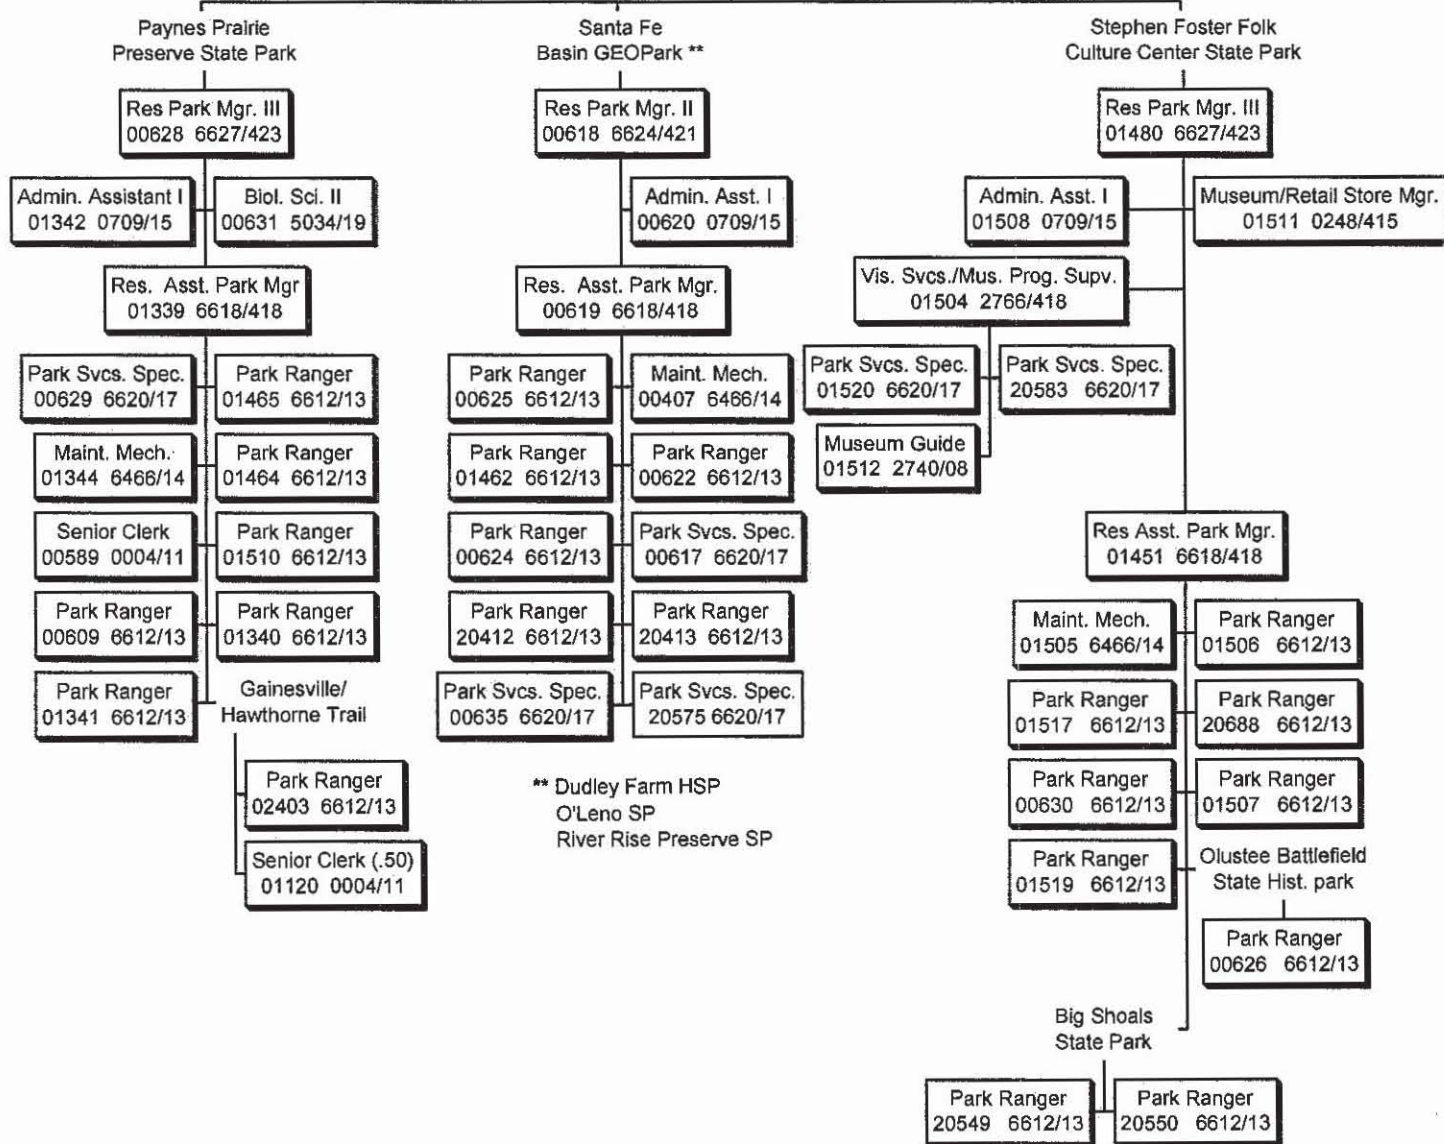 Paynes Prairie
Preserve State Park
Res Park Mgr. III
00628 6627/423
Admin. Assistant I
01342 0709/15
Biol. Sci. II
00631 5034/19
Res. Asst. Park Mgr
01339 6618/418
Park Svcs. Spec.
00629 6620/17
Park Ranger
01465 6612/13
Maint. Mech.
01344 6466/14
Park Ranger
01464 6612/13
Senior Clerk
00589 0004/11
Park Ranger
01510 6612/13
Park Ranger
00609 6612/13
Park Ranger
01340 6612/13
Park Ranger
01341 6612/13
Gainesville/
Hawthorne Trail
Park Ranger
02403 6612/13
Senior Clerk (.50)
01120 0004/11
Santa Fe
Basin GEOPark **
Res Park Mgr. II
00618 6624/421
Admin. Asst. I
00620 0709/15
Res. Asst. Park Mgr.
00619 6618/418
Park Ranger
00625 6612/13
Maint. Mech.
00407 6466/14
Park Ranger
01462 6612/13
Park Ranger
00622 6612/13
Park Ranger
00624 6612/13
Park Svcs. Spec.
00617 6620/17
Park Ranger
20412 6612/13
Park Ranger
20413 6612/13
Park Svcs. Spec.
00635 6620/17
Park Svcs. Spec.
20575 6620/17
** Dudley Farm HSP
O'Leno SP
River Rise Preserve SP
Stephen Foster Folk
Culture Center State Park
Res Park Mgr. III
01480 6627/423
Admin. Asst. I
01508 0709/15
Museum/Retail Store Mgr.
01511 0248/415
Vis. Svcs./Mus. Prog. Supv.
01504 2766/418
Park Svcs. Spec.
01520 6620/17
Park Svcs. Spec.
20583 6620/17
Museum Guide
01512 2740/08
Res Asst. Park Mgr.
01451 6618/418
Maint. Mech.
01505 6466/14
Park Ranger
01506 6612/13
Park Ranger
01517 6612/13
Park Ranger
20688 6612/13
Park Ranger
00630 6612/13
Park Ranger
01507 6612/13
Park Ranger
01519 6612/13
Olustee Battlefield
State Hist. park
Park Ranger
00626 6612/13
Big Shoals
State Park
Park Ranger
20549 6612/13
Park Ranger
20550 6612/13